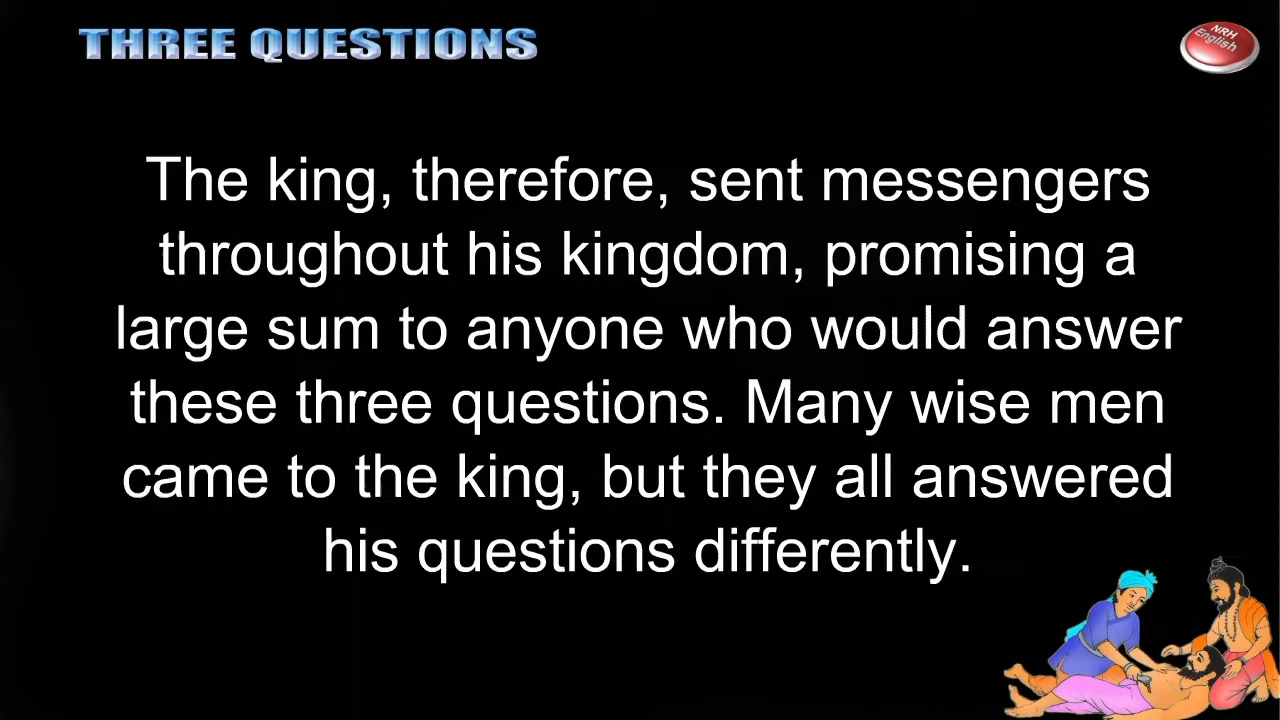 THREE QUESTIONS
NRH
English
The king, therefore, sent messengers
throughout his kingdom, promising a
large sum to anyone who would answer
these three questions. Many wise men
came to the king, but they all answered
his questions differently.